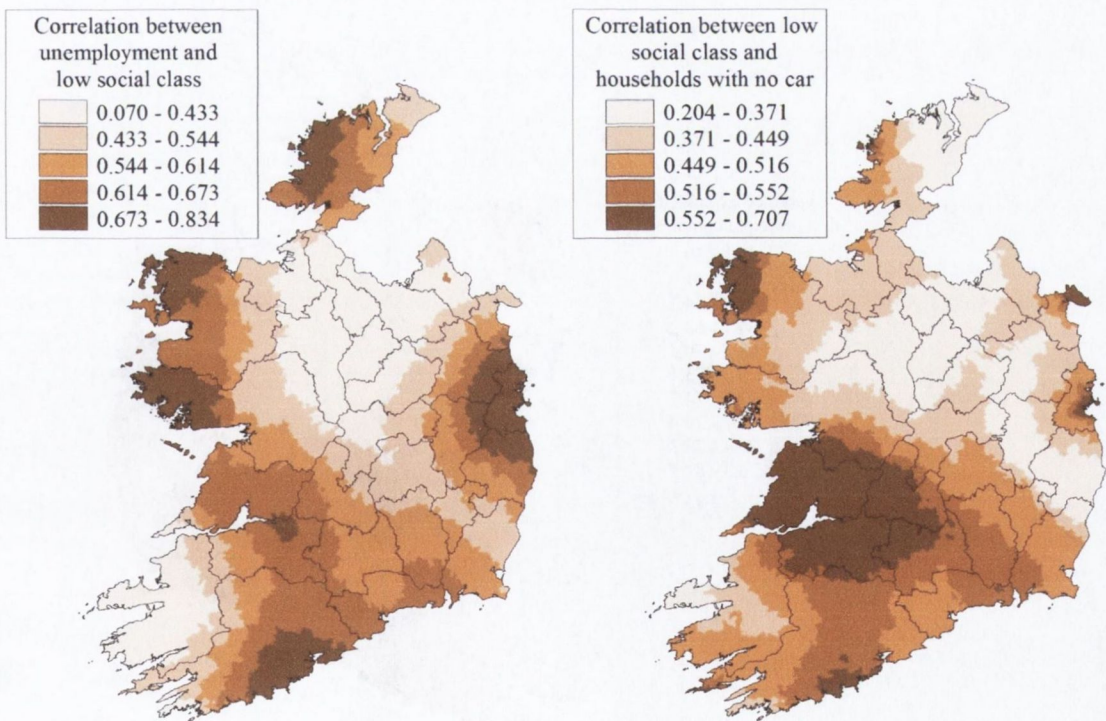 Correlation between
unemployment and
low social class
0.070 - 0.433
0.433 - 0.544
0.544 - 0.614
0.614 - 0.673
0.673 - 0.834
Correlation between low
social class and
households with no car
0.204 - 0.371
0.371 - 0.449
0.449 - 0.516
0.516 - 0.552
0.552 - 0.707